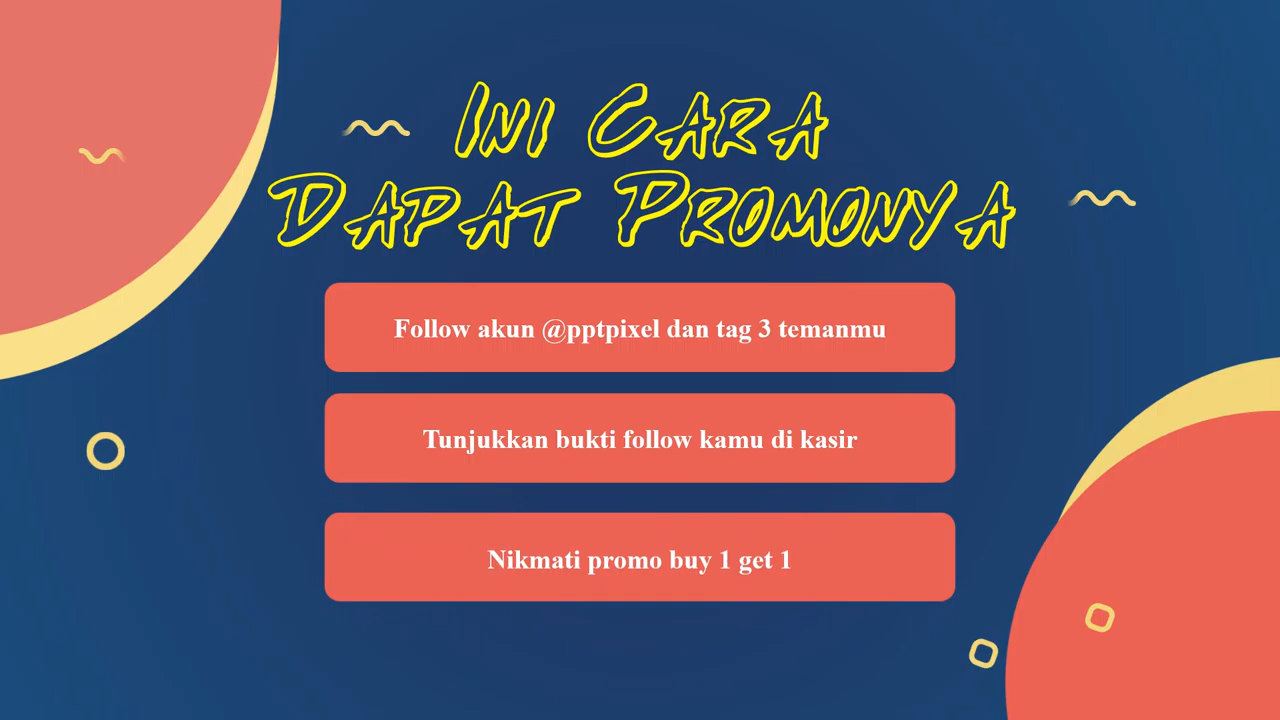 Ini Cara
Dapat Promonya
Follow akun @pptpixel dan tag 3 temanmu
Tunjukkan bukti follow kamu di kasir
Nikmati promo buy 1 get 1